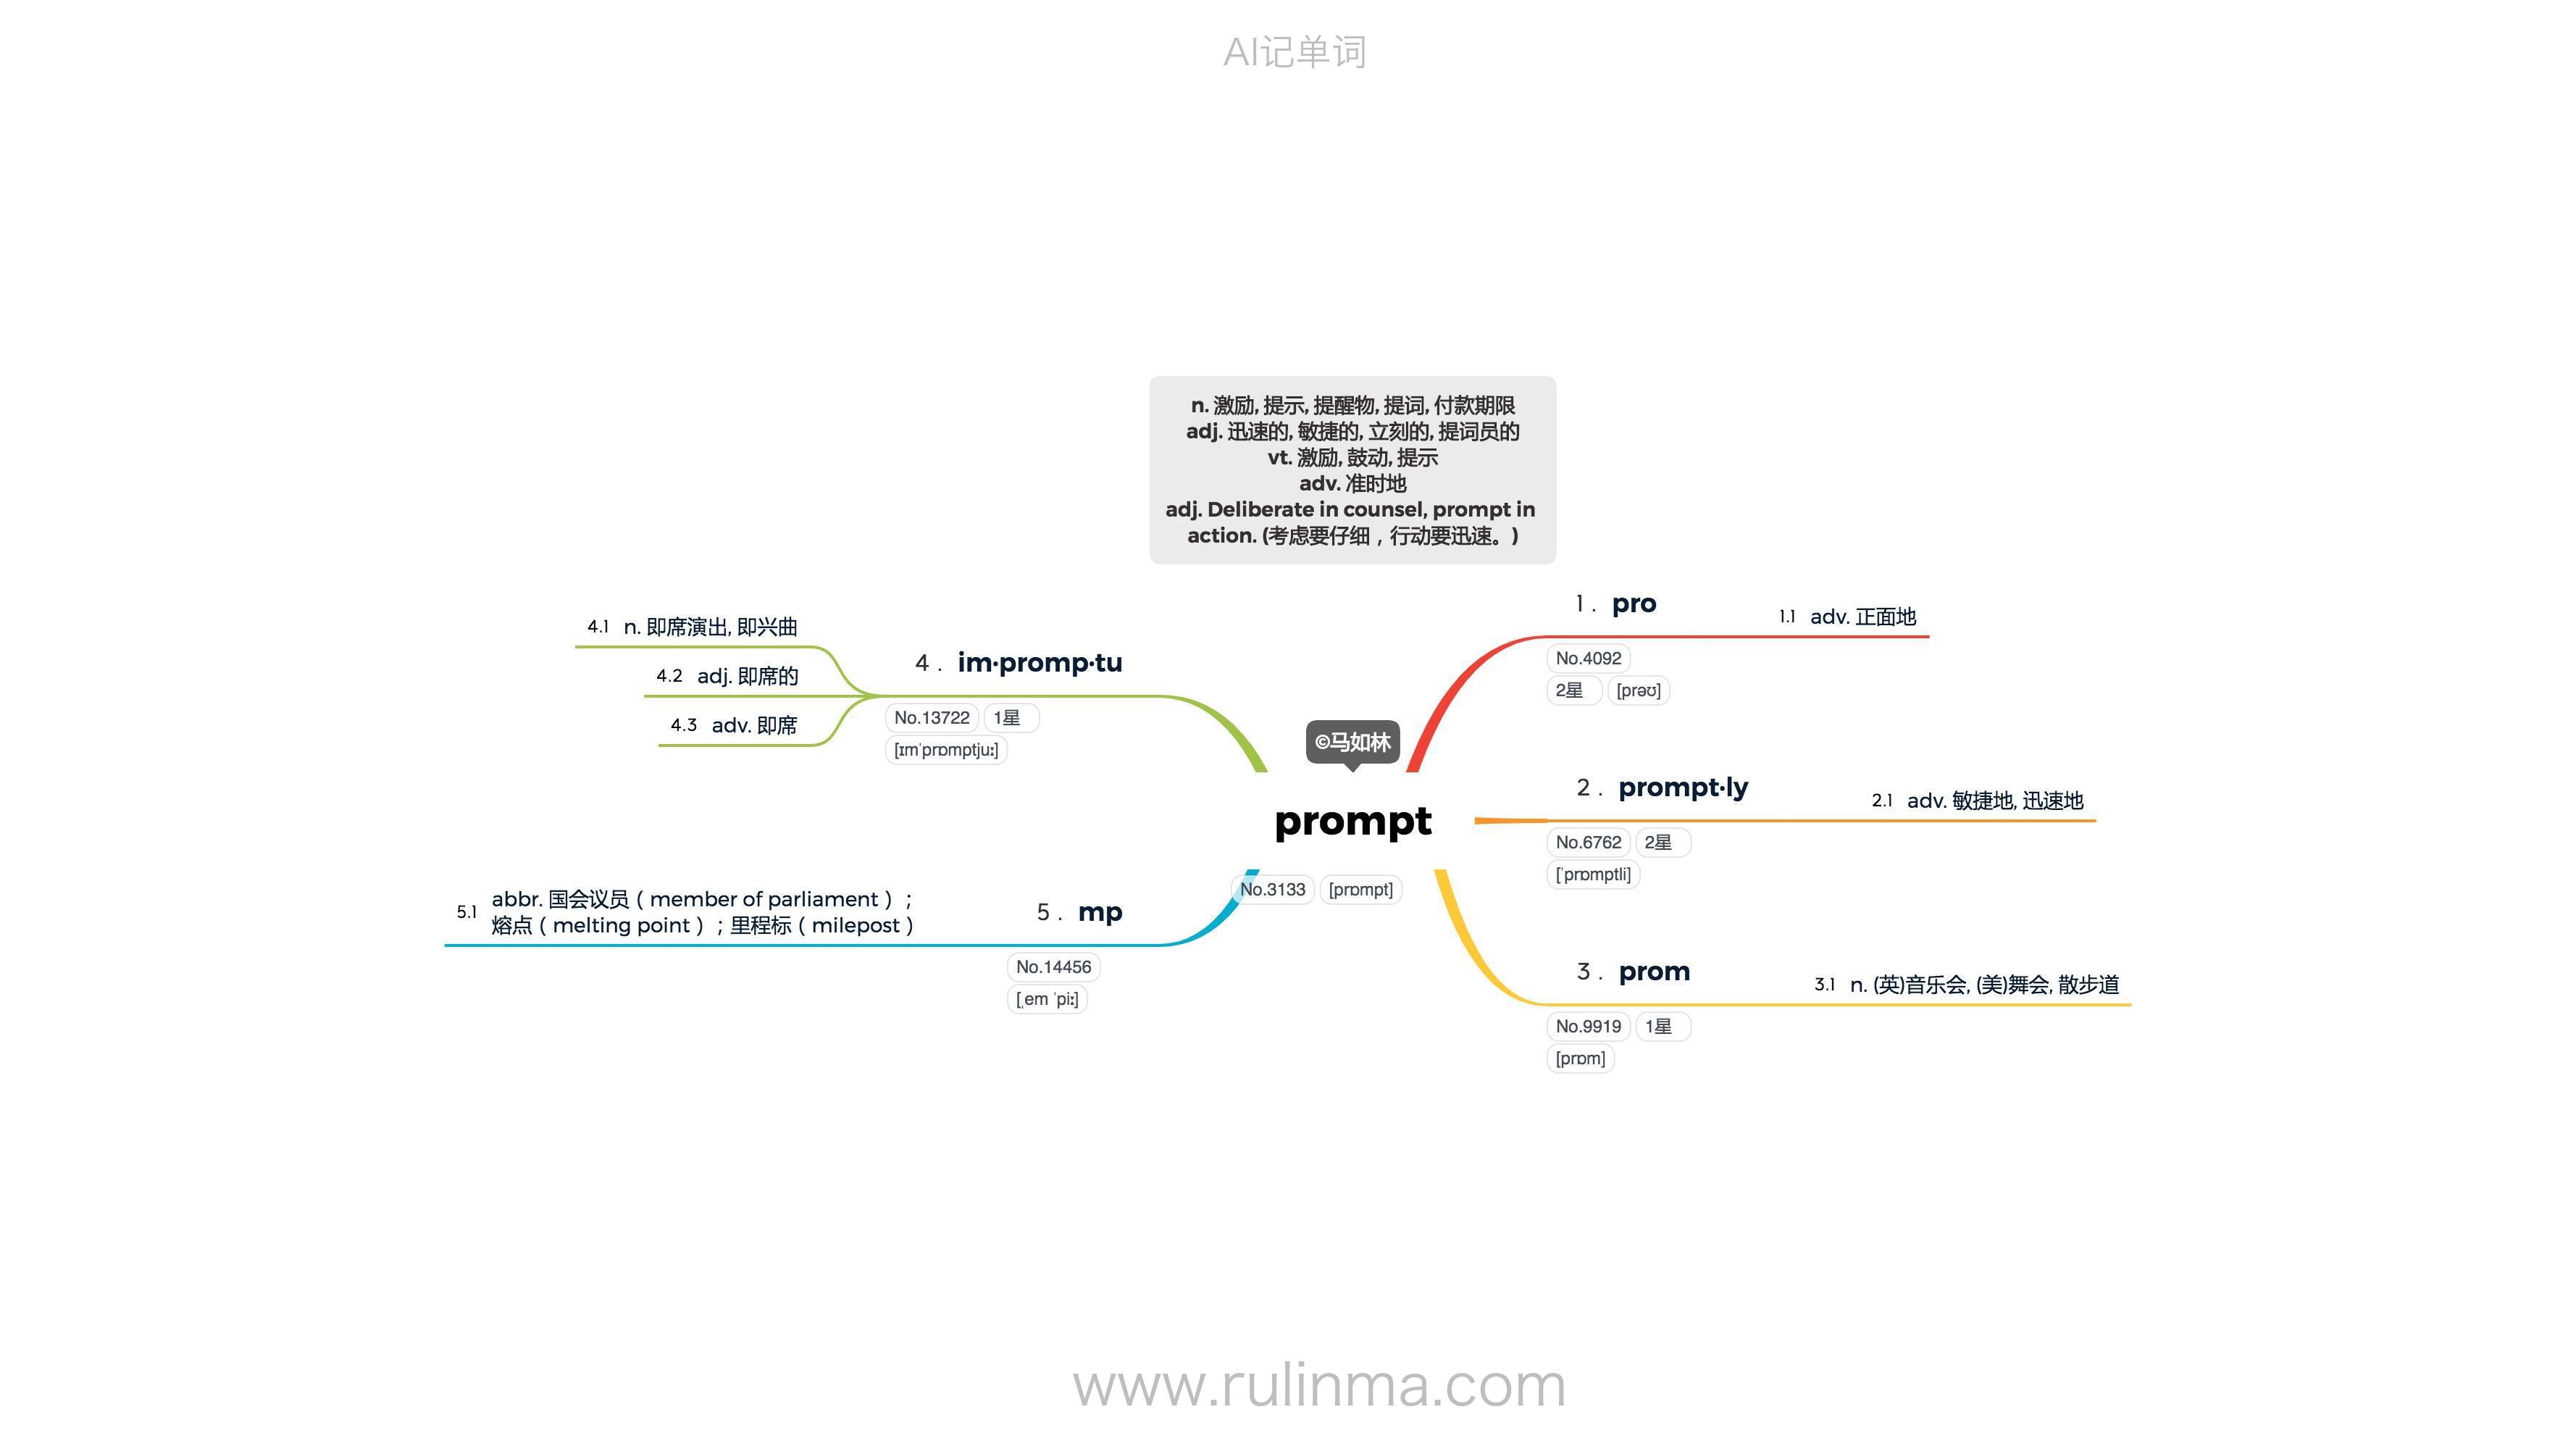 AI记单词
n. 激励, 提示, 提醒物, 提词, 付款期限
adj. 迅速的, 敏捷的, 立刻的, 提词员的
vt. 激励, 鼓动, 提示
adv. 准时地
adj. Deliberate in counsel, prompt in
action. (考虑要仔细，行动要迅速。)
©马如林
prompt
No.3133 [prɒmpt]
1 . pro
No.4092
2星 [prəʊ]
1.1 adv. 正面地
2 . prompt·ly
No.6762 2星
[ˈprɒmptli]
2.1 adv. 敏捷地, 迅速地
3 . prom
No.9919 1星
[prɒm]
3.1 n. (英)音乐会, (美)舞会, 散步道
4 . im·promp·tu
No.13722 1星
[ɪmˈprɒmptjuː]
4.1 n. 即席演出, 即兴曲
4.2 adj. 即席的
4.3 adv. 即席
5 . mp
No.14456
[ˌem ˈpiː]
5.1 abbr. 国会议员（member of parliament）；
熔点（melting point）；里程标（milepost）
www.rulinma.com